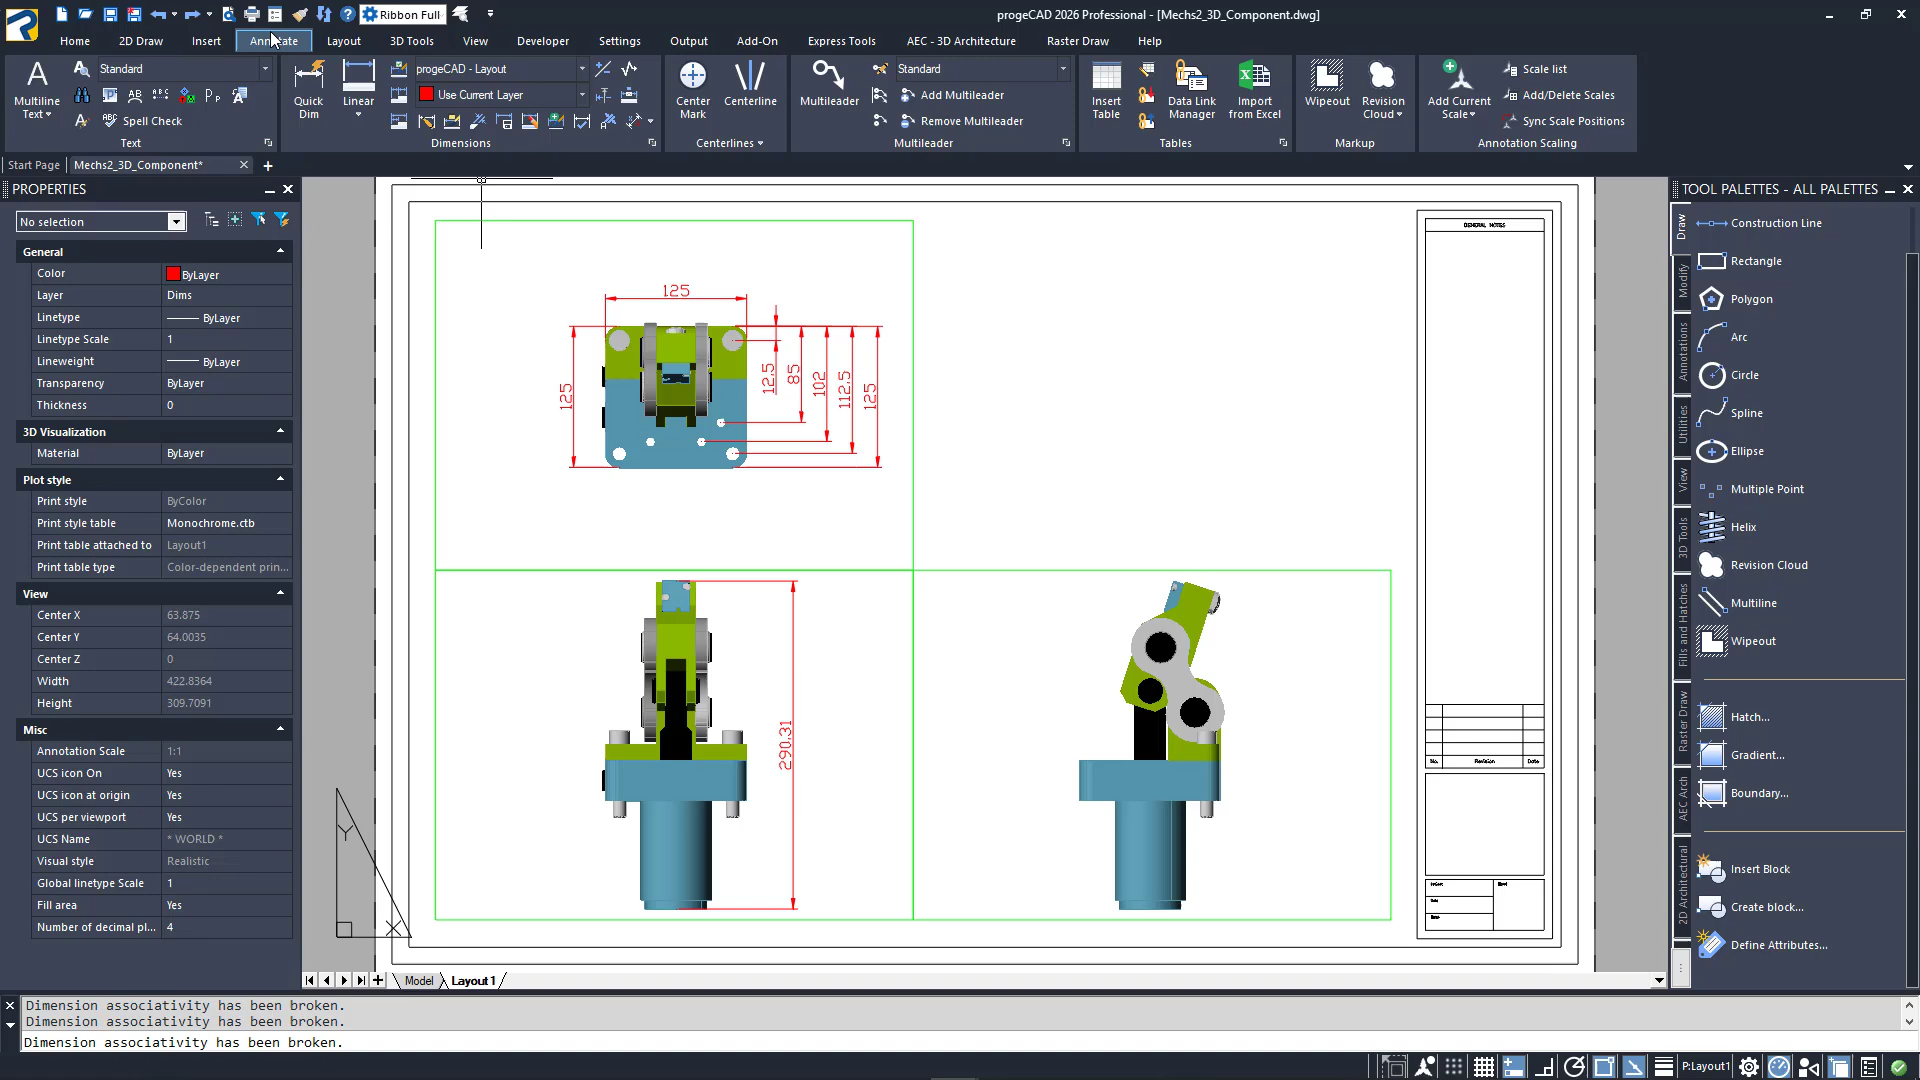 Ribbon Full
progeCAD 2026 Professional - [Mechs2_3D_Component.dwg]
Home
2D Draw
Insert
Annotate
Layout
3D Tools
View
Developer
Settings
Output
Add-On
Express Tools
AEC - 3D Architecture
Raster Draw
Help
Multiline Text
Standard
Spell Check
Text
Quick Dim
Linear
progeCAD - Layout
Use Current Layer
Dimensions
Center Mark
Centerline
Centerlines
Multileader
Standard
Add Multileader
Remove Multileader
Multileader
Insert Table
Data Link Manager
Import from Excel
Tables
Wipeout
Revision Cloud
Markup
Add Current Scale
Scale list
Add/Delete Scales
Sync Scale Positions
Annotation Scaling
Start Page
Mechs2_3D_Component*
PROPERTIES
No selection
General
Color ByLayer
Layer Dims
Linetype ByLayer
Linetype Scale 1
Lineweight ByLayer
Transparency ByLayer
Thickness 0
3D Visualization
Material ByLayer
Plot style
Print style ByColor
Print style table Monochrome.ctb
Print table attached to Layout1
Print table type Color-dependent prin...
View
Center X 63.875
Center Y 64.0035
Center Z 0
Width 422.8364
Height 309.7091
Misc
Annotation Scale 1:1
UCS icon On Yes
UCS icon at origin Yes
UCS per viewport Yes
UCS Name * WORLD *
Visual style Realistic
Global linetype Scale 1
Fill area Yes
Number of decimal pl... 4
125
125
12,5
85
102
112,5
125
290,31
Y
X
GENERAL NOTES
No.
Revision
Date
TOOL PALETTES - ALL PALETTES
Draw
Modify
Annotations
Utilities
View
3D Tools
Fills and Hatches
Raster Draw
AEC Arch
2D Architectural
Construction Line
Rectangle
Polygon
Arc
Circle
Spline
Ellipse
Multiple Point
Helix
Revision Cloud
Multiline
Wipeout
Hatch...
Gradient...
Boundary...
Insert Block
Create block...
Define Attributes...
Model
Layout1
Dimension associativity has been broken.
Dimension associativity has been broken.
Dimension associativity has been broken.
P:Layout1